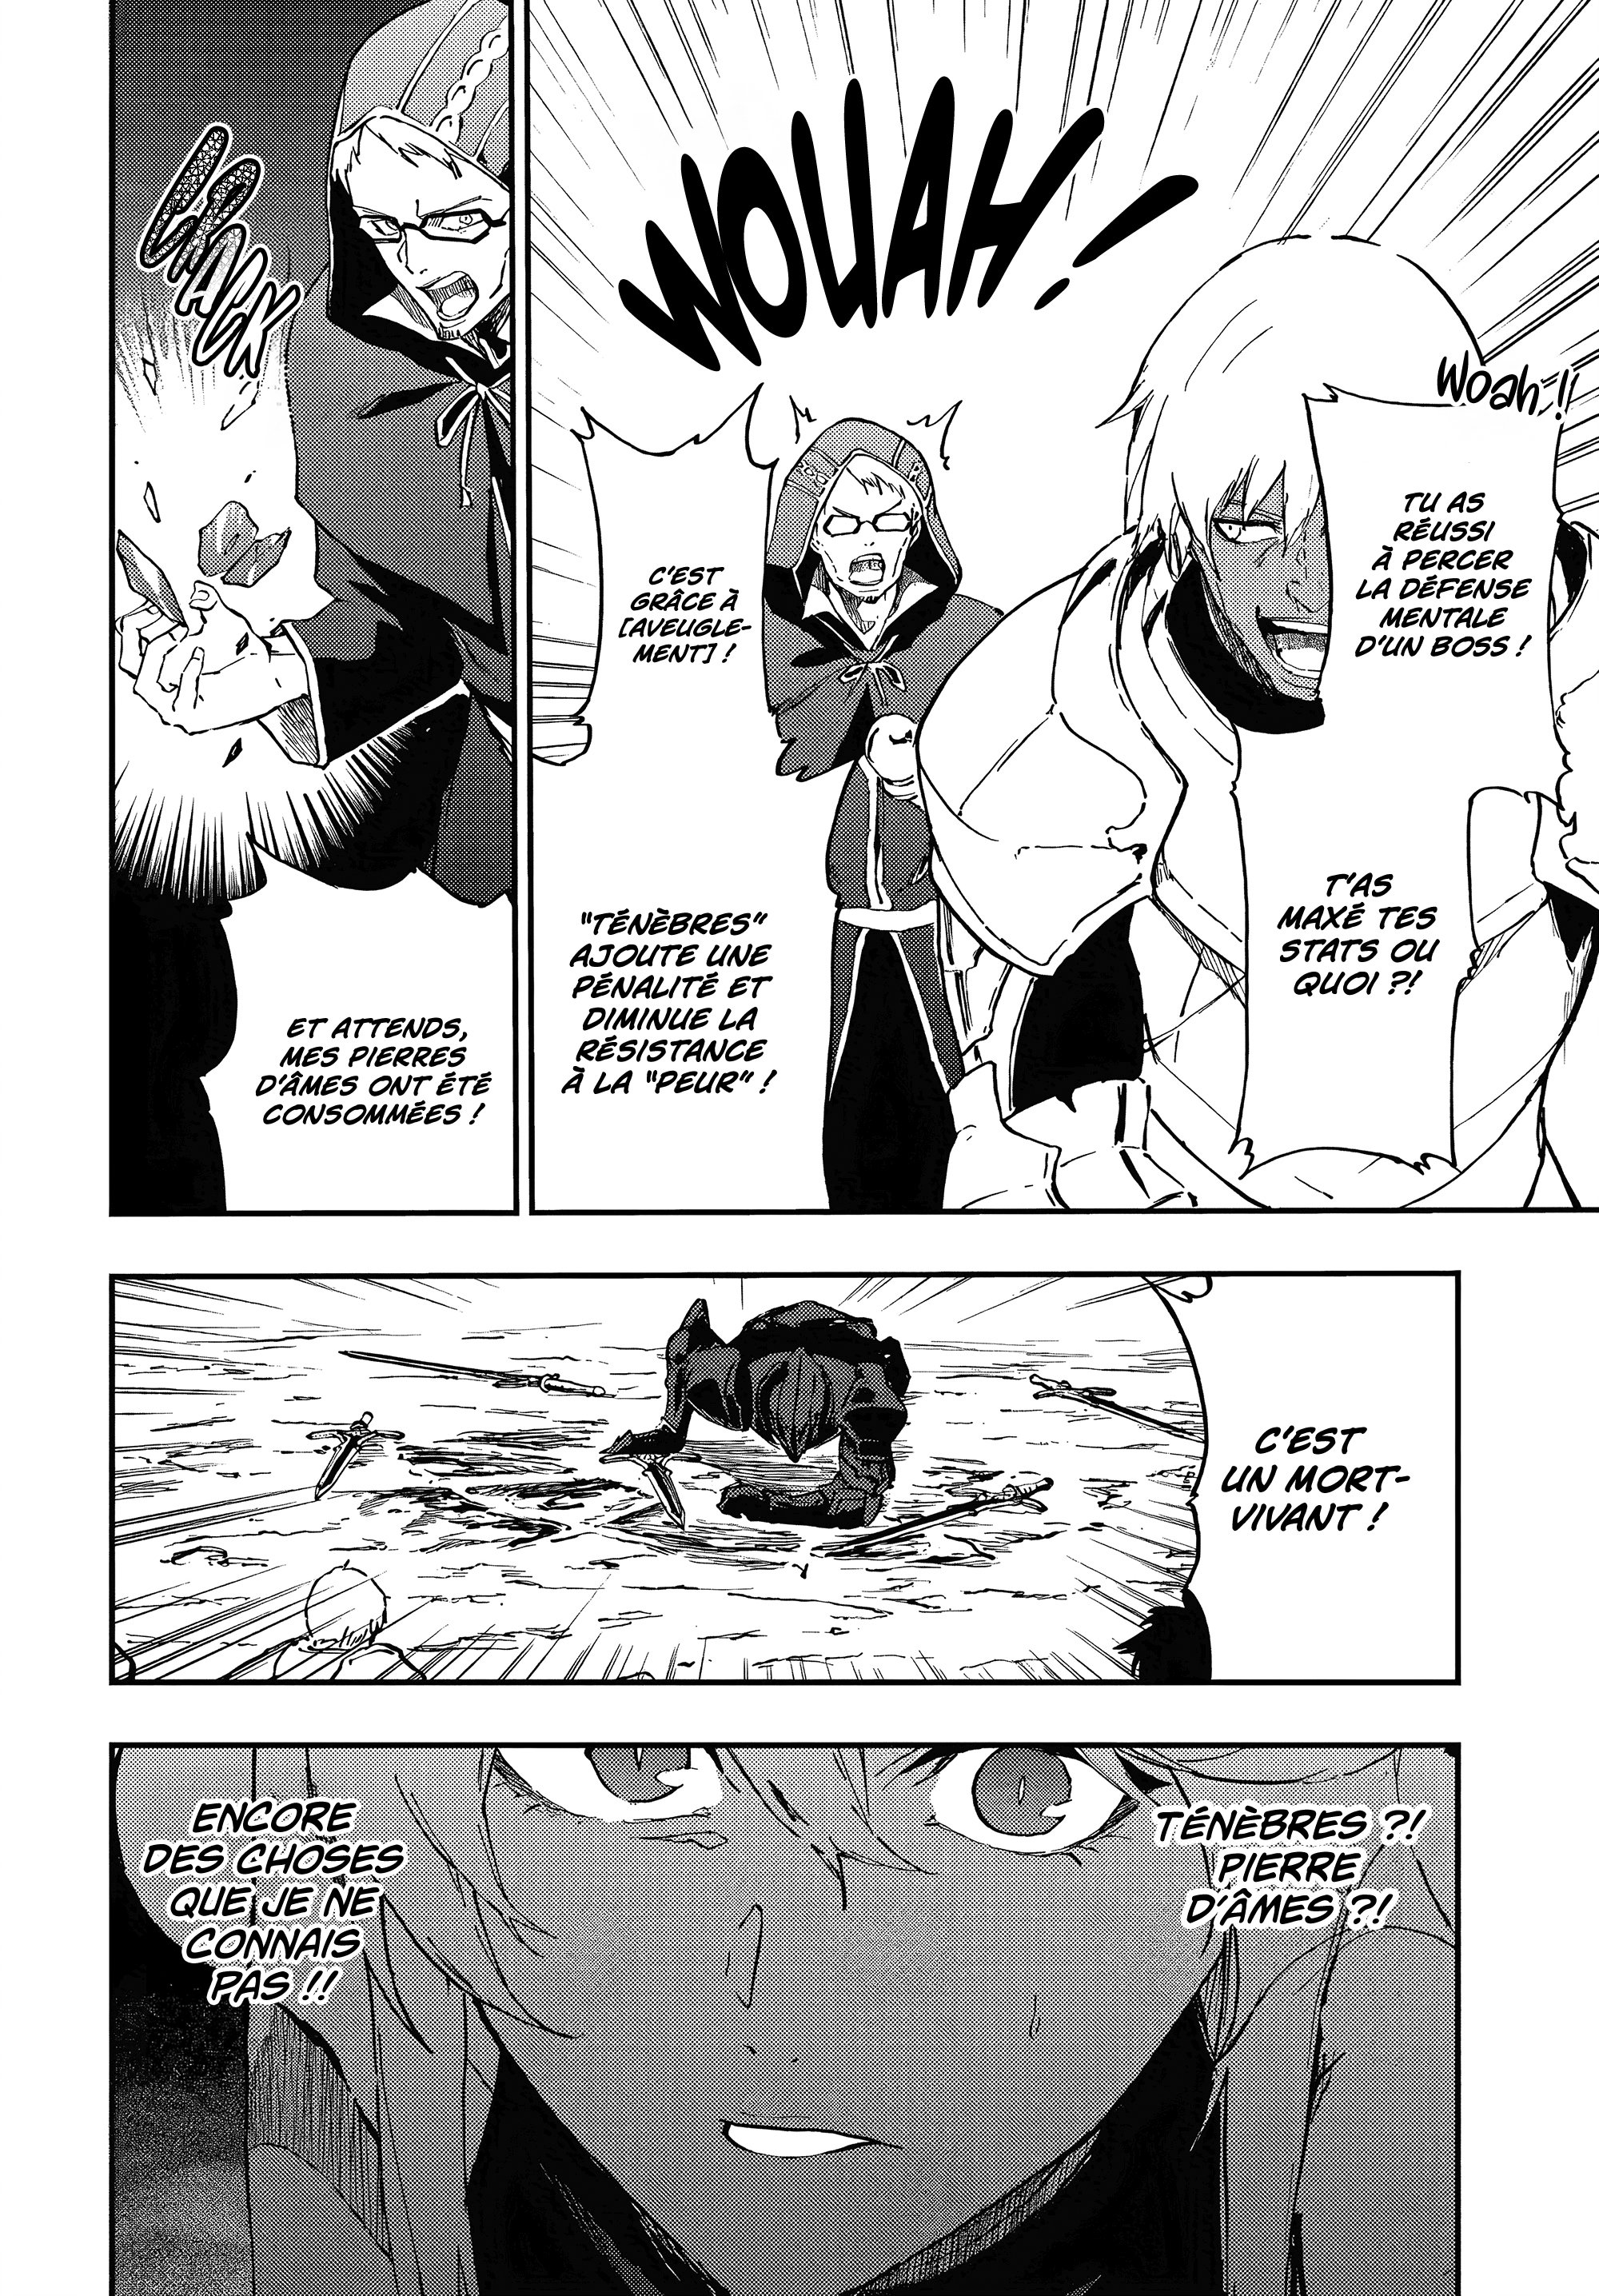 WOUAH !
Woah !
TU AS
RÉUSSI
À PERCER
LA DÉFENSE
MENTALE
D'UN BOSS !
T'AS
MAXÉ TES
STATS OU
QUOI ?!
C'EST
GRÂCE À
[AVEUGLE-
MENT] !
"TÉNÈBRES"
AJOUTE UNE
PÉNALITÉ ET
DIMINUE LA
RÉSISTANCE
À LA "PEUR" !
CRACK
ET ATTENDS,
MES PIERRES
D'ÂMES ONT ÉTÉ
CONSOMMÉES !
C'EST
UN MORT-
VIVANT !
TÉNÈBRES ?!
PIERRE
D'ÂMES ?!
ENCORE
DES CHOSES
QUE JE NE
CONNAIS
PAS !!